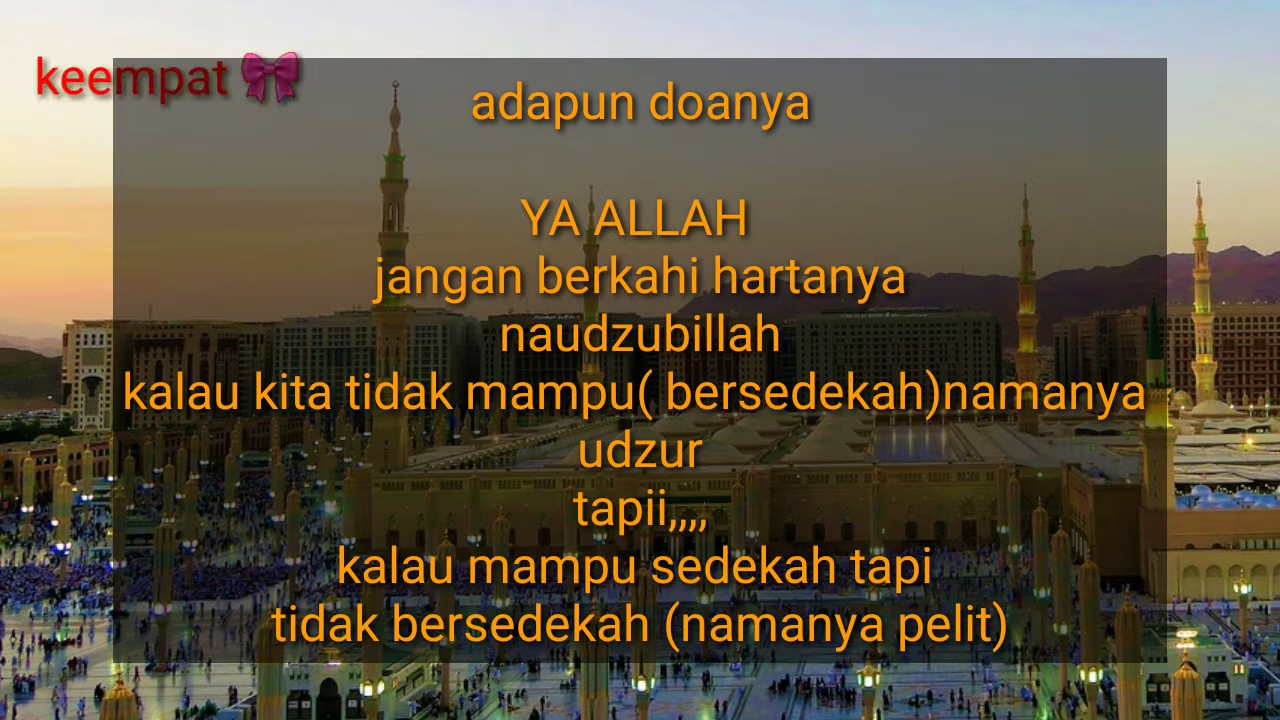 keempat 🎀
adapun doanya
YA ALLAH
jangan berkahi hartanya
naudzubillah
kalau kita tidak mampu( bersedekah)namanya
udzur
tapii,,,,
kalau mampu sedekah tapi
tidak bersedekah (namanya pelit)